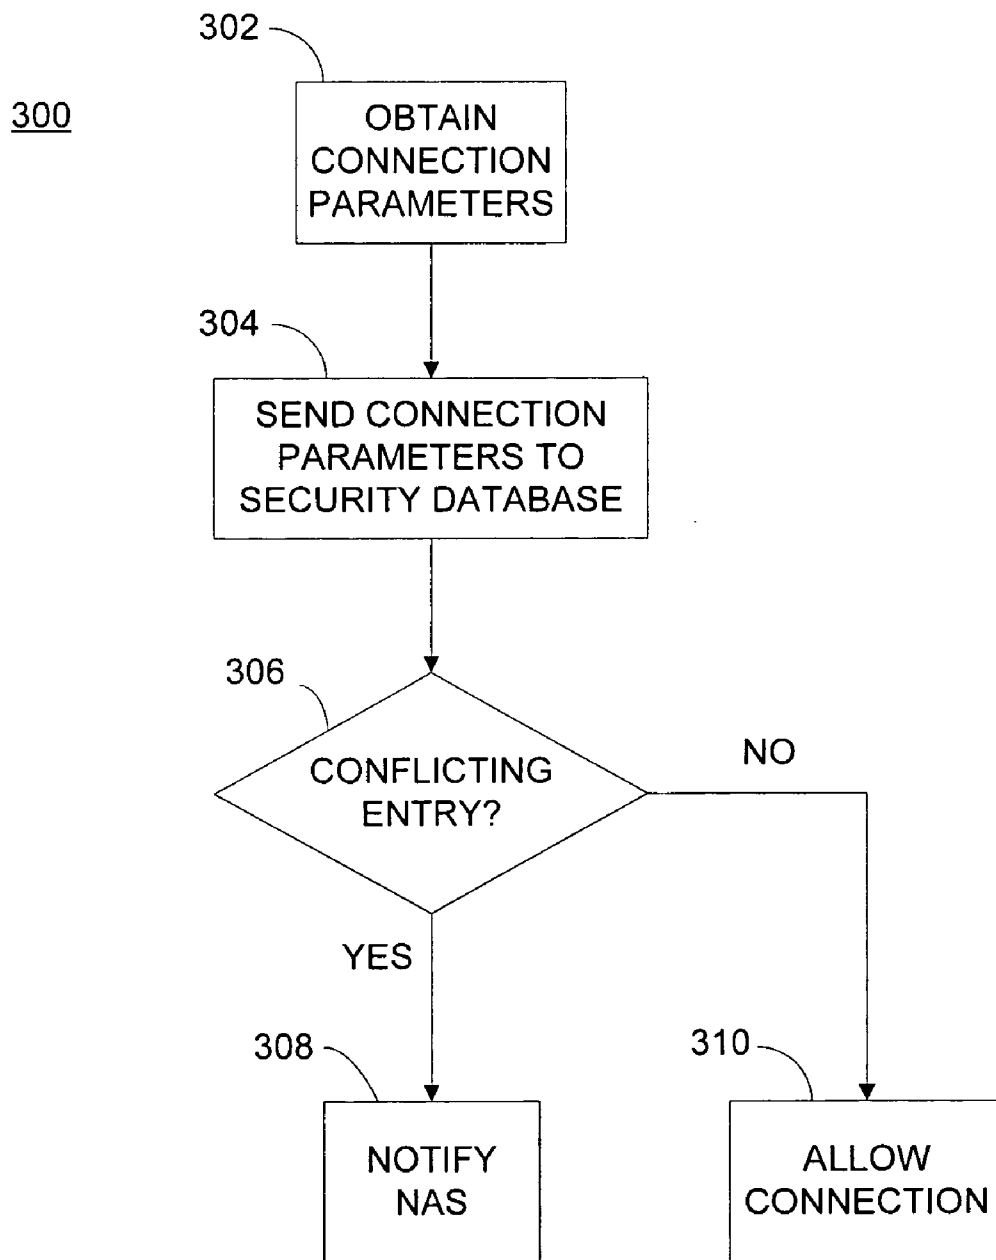 302
300
OBTAIN
CONNECTION
PARAMETERS
304
SEND CONNECTION
PARAMETERS TO
SECURITY DATABASE
306
CONFLICTING
ENTRY?
NO
YES
308
310
NOTIFY
NAS
ALLOW
CONNECTION